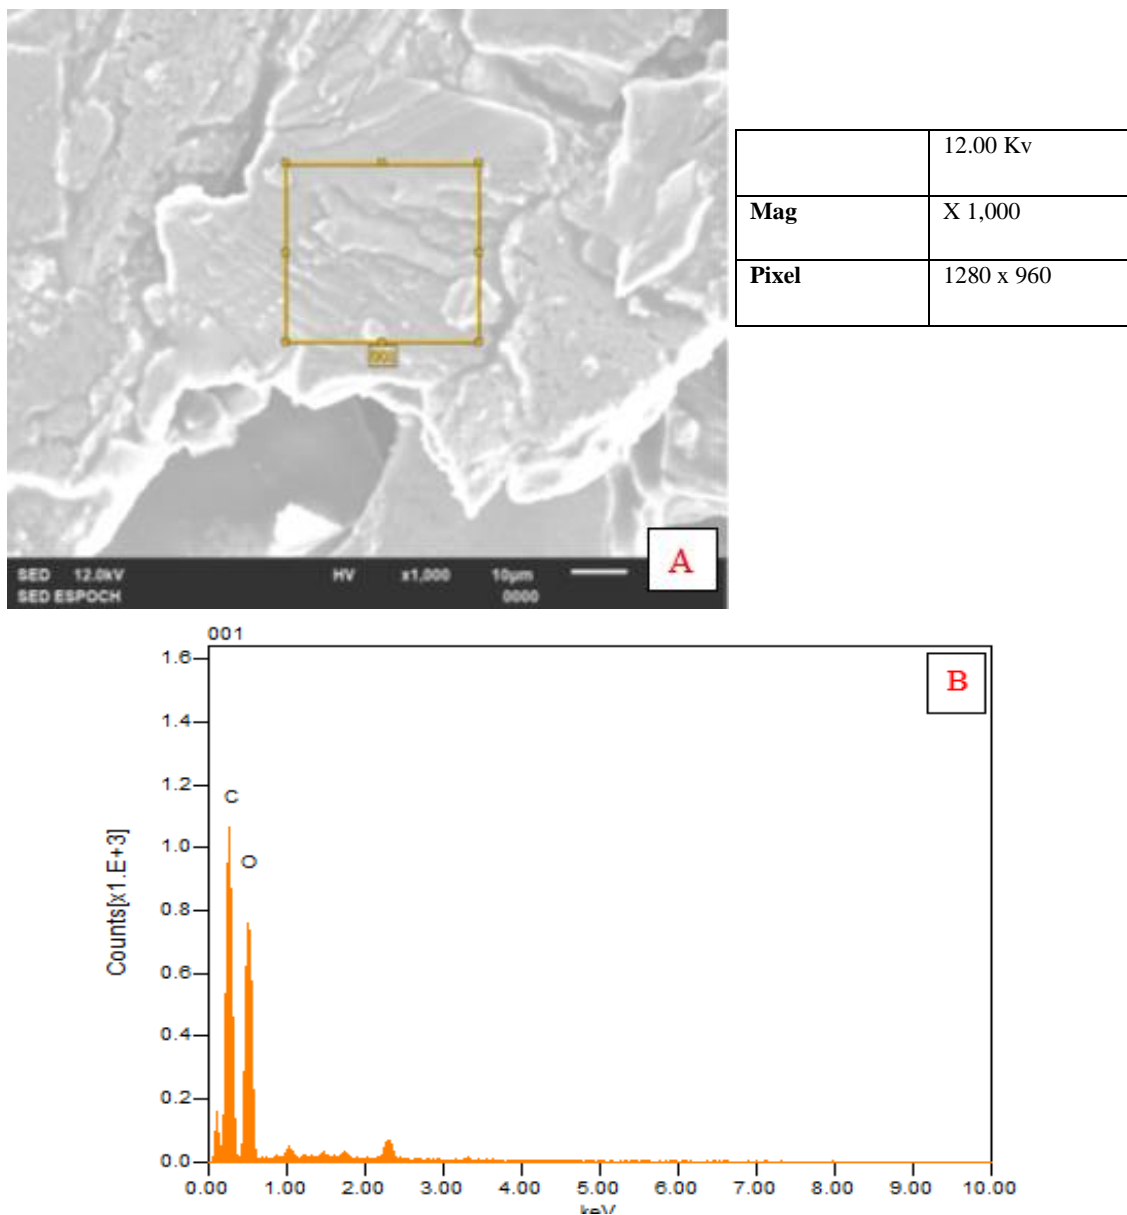 12.00 Kv
Mag X 1,000
Pixel 1280 x 960
001
SED 12.0kV HV x1,000 10µm
SED ESPOCH 0000
A
001
B
1.6
1.4
1.2
1.0
0.8
0.6
0.4
0.2
0.0
C
O
Counts[x1.E+3]
0.00 1.00 2.00 3.00 4.00 5.00 6.00 7.00 8.00 9.00 10.00
keV